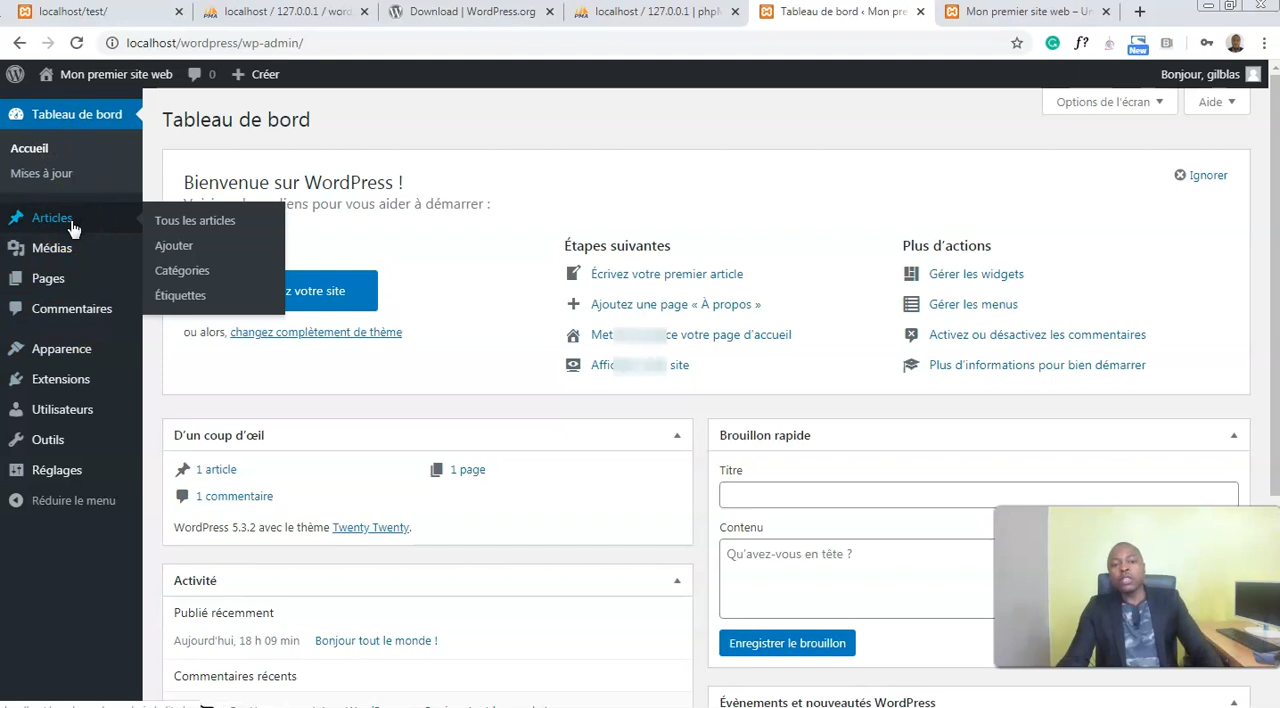 localhost/test/
localhost / 127.0.0.1 / word
Download | WordPress.org
localhost / 127.0.0.1 | phpM
Tableau de bord ‹ Mon pre
Mon premier site web – Un
localhost/wordpress/wp-admin/
f?
New
Mon premier site web
0
Créer
Bonjour, gilblas
Tableau de bord
Accueil
Mises à jour
Articles
Médias
Pages
Commentaires
Apparence
Extensions
Utilisateurs
Outils
Réglages
Réduire le menu
Tous les articles
Ajouter
Catégories
Étiquettes
Options de l'écran
Aide
Tableau de bord
Bienvenue sur WordPress !
Ignorer
iens pour vous aider à démarrer :
z votre site
ou alors, changez complètement de thème
Étapes suivantes
Écrivez votre premier article
Ajoutez une page « À propos »
Met ce votre page d'accueil
Affic site
Plus d'actions
Gérer les widgets
Gérer les menus
Activez ou désactivez les commentaires
Plus d'informations pour bien démarrer
D'un coup d'œil
1 article
1 page
1 commentaire
WordPress 5.3.2 avec le thème Twenty Twenty.
Activité
Publié récemment
Aujourd'hui, 18 h 09 min Bonjour tout le monde !
Commentaires récents
Brouillon rapide
Titre
Contenu
Qu'avez-vous en tête ?
Enregistrer le brouillon
Évènements et nouveautés WordPress